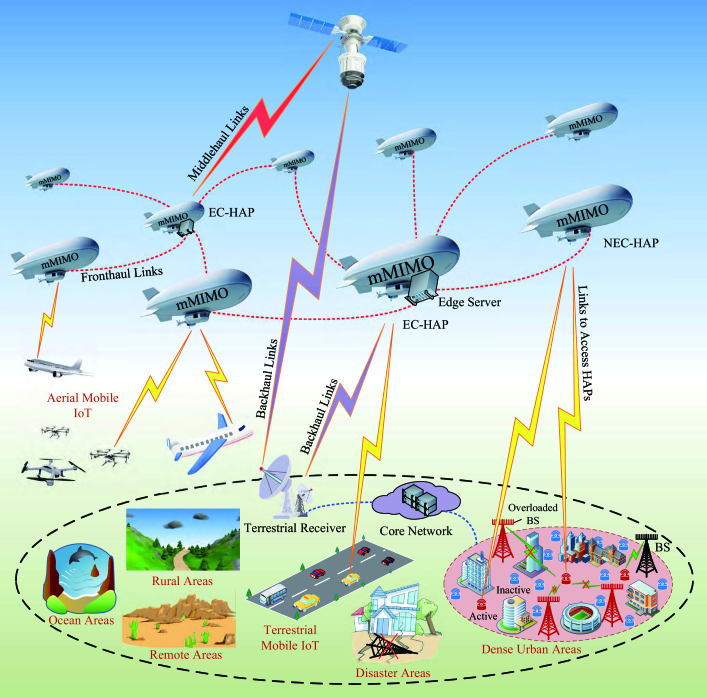 Middlehaul Links
mMIMO
mMIMO
mMIMO
mMIMO
mMIMO
mMIMO
EC-HAP
mMIMO
NEC-HAP
mMIMO
Fronthaul Links
mMIMO
mMIMO
Edge Server
EC-HAP
Links to Access HAPs
Backhaul Links
Backhaul Links
Aerial Mobile
IoT
Terrestrial Receiver
Core Network
Overloaded
BS
BS
Inactive
Active
Rural Areas
Ocean Areas
Remote Areas
Terrestrial
Mobile IoT
Disaster Areas
Dense Urban Areas